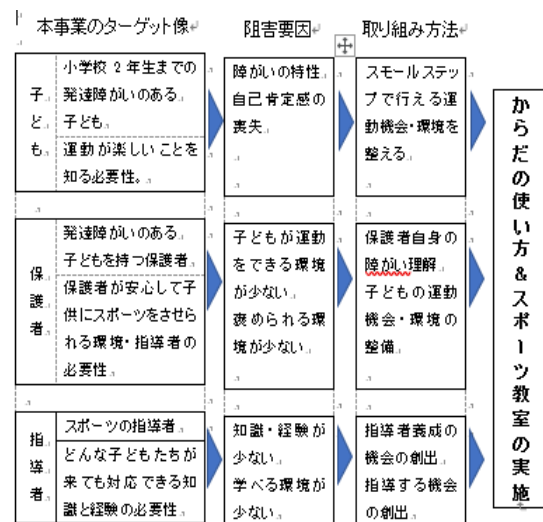 本事業のターゲット像
阻害要因
取り組み方法
子ども
小学校2年生までの
発達障がいのある
子ども
運動が楽しいことを
知る必要性。
障がいの特性
自己肯定感の
喪失
スモールステッ
プで行える運
動機会・環境を
整える
保護者
発達障がいのある
子どもを持つ保護者
保護者が安心して子
供にスポーツをさせら
れる環境・指導者の
必要性
子どもが運動
をできる環境
が少ない
褒められる環
境が少ない
保護者自身の
障がい理解
子どもの運動
機会・環境の
整備
指導者
スポーツの指導者
どんな子どもたちが
来ても対応できる知
識と経験の必要性
知識・経験が
少ない
学べる環境が
少ない
指導者養成の
機会の創出
指導する機会
の創出
からだの使い方&スポーツ教室の実施